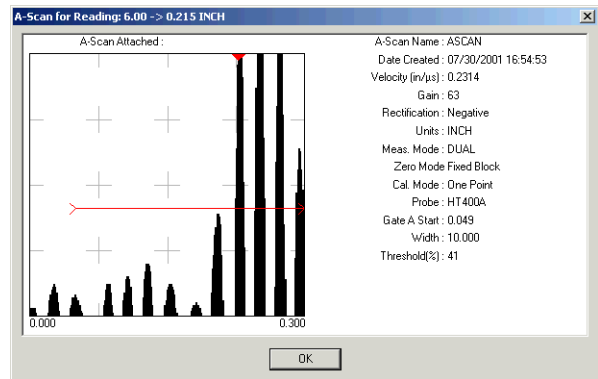 A-Scan for Reading: 6.00 -> 0.215 INCH
A-Scan Attached :
0.000
0.300
A-Scan Name : ASCAN
Date Created : 07/30/2001 16:54:53
Velocity (in/µs) : 0.2314
Gain : 63
Rectification : Negative
Units : INCH
Meas. Mode : DUAL
Zero Mode Fixed Block
Cal. Mode : One Point
Probe : HT400A
Gate A Start : 0.049
Width : 10.000
Threshold(%) : 41
OK